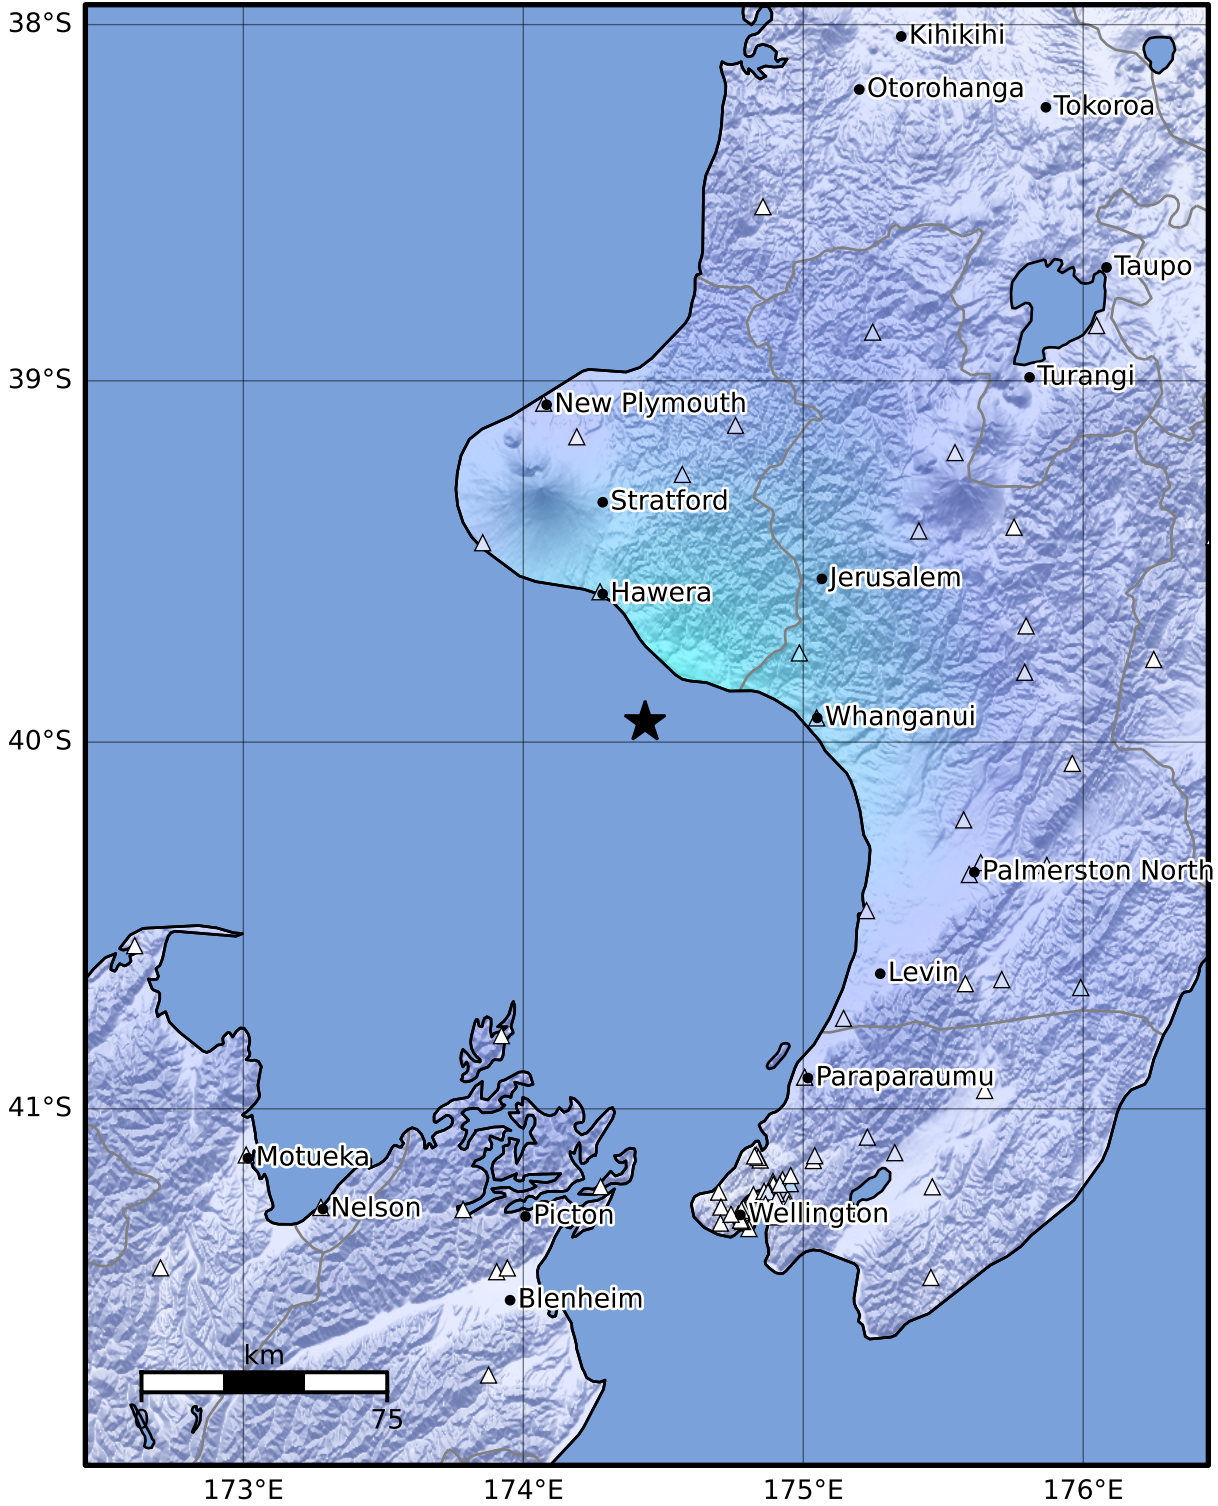 38°S
Kihikihi
Otorohanga
Tokoroa
Taupo
39°S
Turangi
New Plymouth
Stratford
Jerusalem
Hawera
Whanganui
40°S
Palmerston North
Levin
Paraparaumu
41°S
Motueka
Nelson
Picton
Wellington
Blenheim
km
0
75
173°E
174°E
175°E
176°E